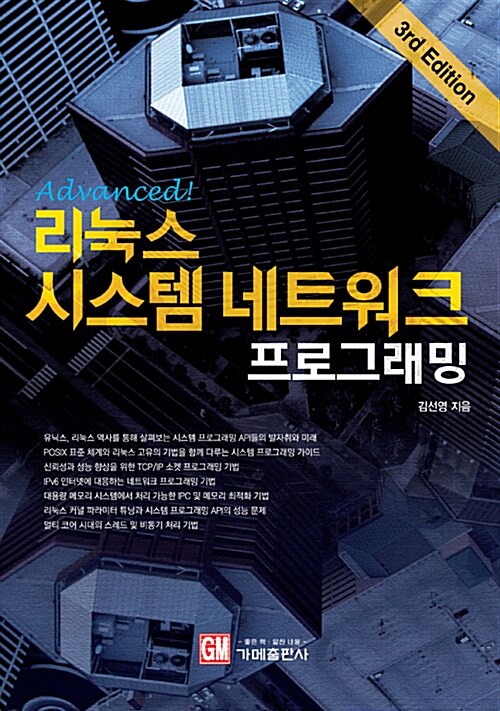 3rd Edition
Advanced!
리눅스
시스템 네트워크
프로그래밍
김선영 지음
유닉스, 리눅스 역사를 통해 살펴보는 시스템 프로그래밍 API들의 발자취와 미래
POSIX 표준 체계와 리눅스 고유의 기법을 함께 다루는 시스템 프로그래밍 가이드
신뢰성과 성능 향상을 위한 TCP/IP 소켓 프로그래밍 기법
IPv6 인터넷에 대응하는 네트워크 프로그래밍 기법
대용량 메모리 시스템에서 처리 가능한 IPC 및 메모리 최적화 기법
리눅스 커널 파라미터 튜닝과 시스템 프로그래밍 API의 성능 문제
멀티 코어 시대의 스레드 및 비동기 처리 기법
GM
- 좋은 책·알찬 내용 -
가메출판사